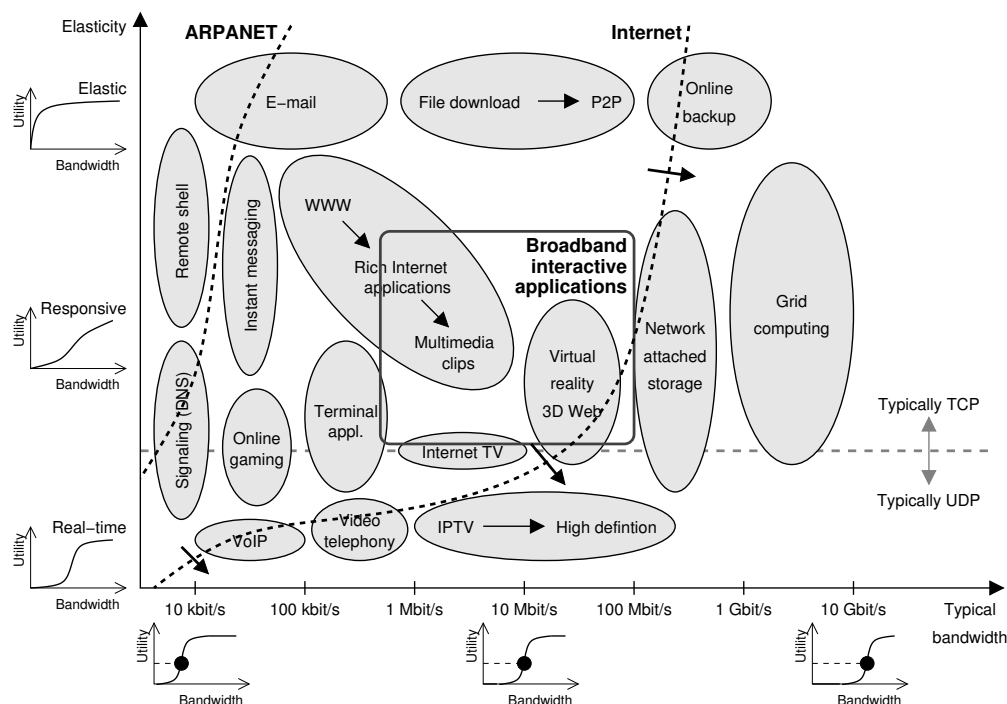 Elasticity
ARPANET
Internet
Elastic
Utility
Bandwidth
E−mail
File download
P2P
Online
backup
Remote shell
Instant messaging
WWW
Rich Internet
applications
Multimedia
clips
Broadband
interactive
applications
Virtual
reality
3D Web
Network
attached
storage
Grid
computing
Responsive
Utility
Bandwidth
Signaling (DNS)
Online
gaming
Terminal
appl.
Internet TV
Typically TCP
Typically UDP
Real−time
Utility
Bandwidth
VoIP
Video
telephony
IPTV
High defintion
10 kbit/s
100 kbit/s
1 Mbit/s
10 Mbit/s
100 Mbit/s
1 Gbit/s
10 Gbit/s
Typical
bandwidth
Utility
Bandwidth
Utility
Bandwidth
Utility
Bandwidth